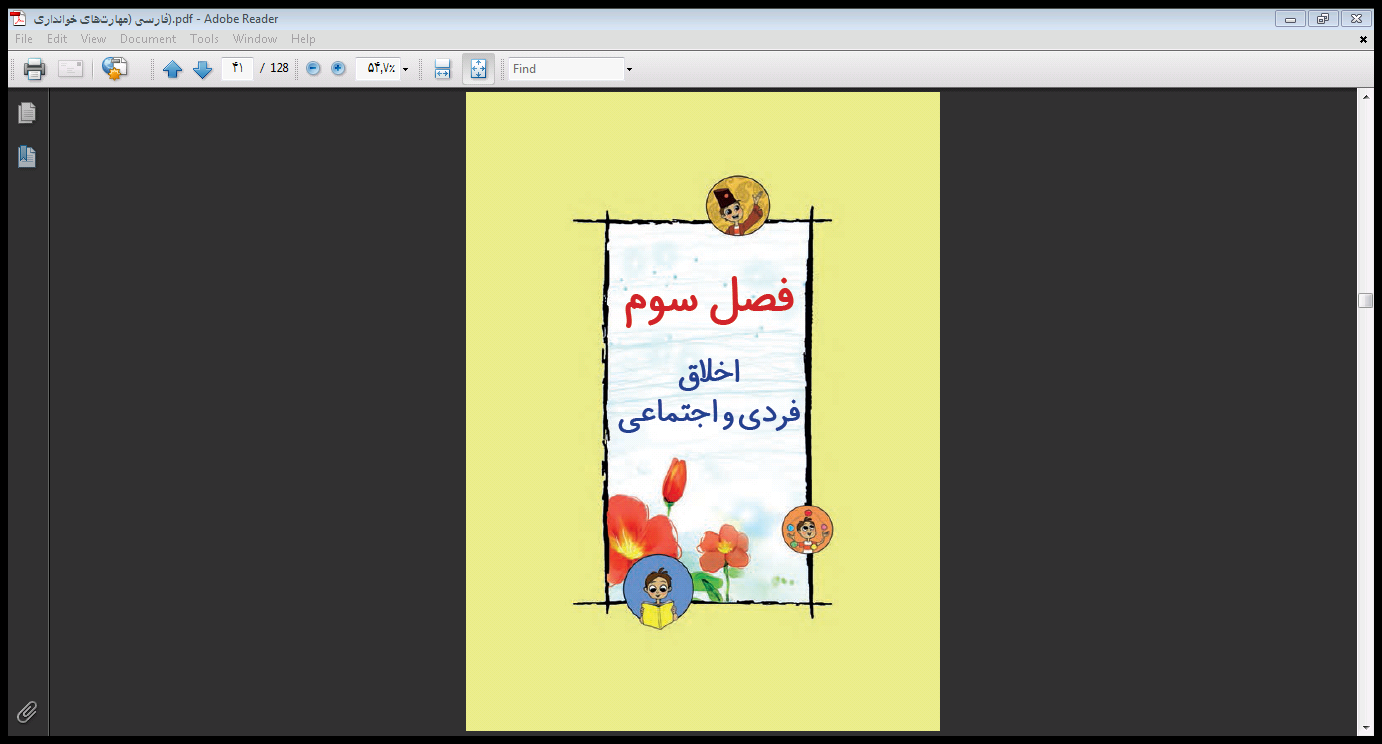 فارسی (مهارت‌های خوانداری).pdf - Adobe Reader
File Edit View Document Tools Window Help
۴۱ / 128 ۵۴٫۷٪ Find
فصل سوم
اخلاق
فردی و اجتماعی